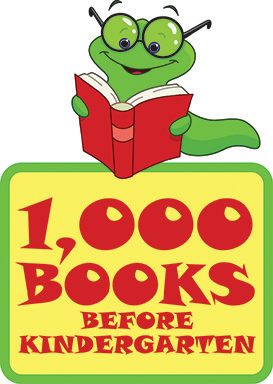 1,000
BOOKS
BEFORE
KINDERGARTEN